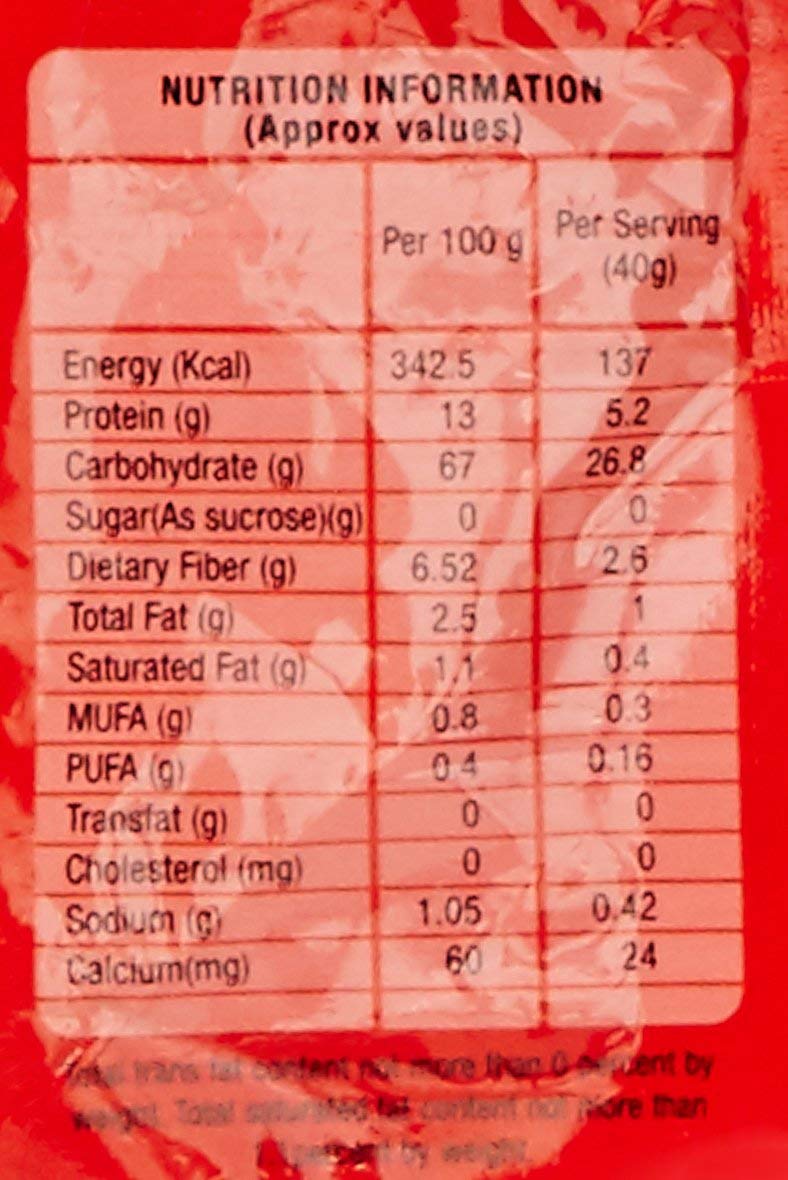 NUTRITION INFORMATION
(Approx values)
Per 100 g Per Serving (40g)
Energy (Kcal) 342.5 137
Protein (g) 13 5.2
Carbohydrate (g) 67 26.8
Sugar(As sucrose)(g) 0 0
Dietary Fiber (g) 6.52 2.6
Total Fat (g) 2.5 1
Saturated Fat (g) 1.1 0.4
MUFA (g) 0.8 0.3
PUFA (g) 0.4 0.16
Transfat (g) 0 0
Cholesterol (mg) 0 0
Sodium (g) 1.05 0.42
Calcium(mg) 60 24
Total trans fat content not more than 0 percent by
weight. Total saturated fat content not more than
percent by weight.